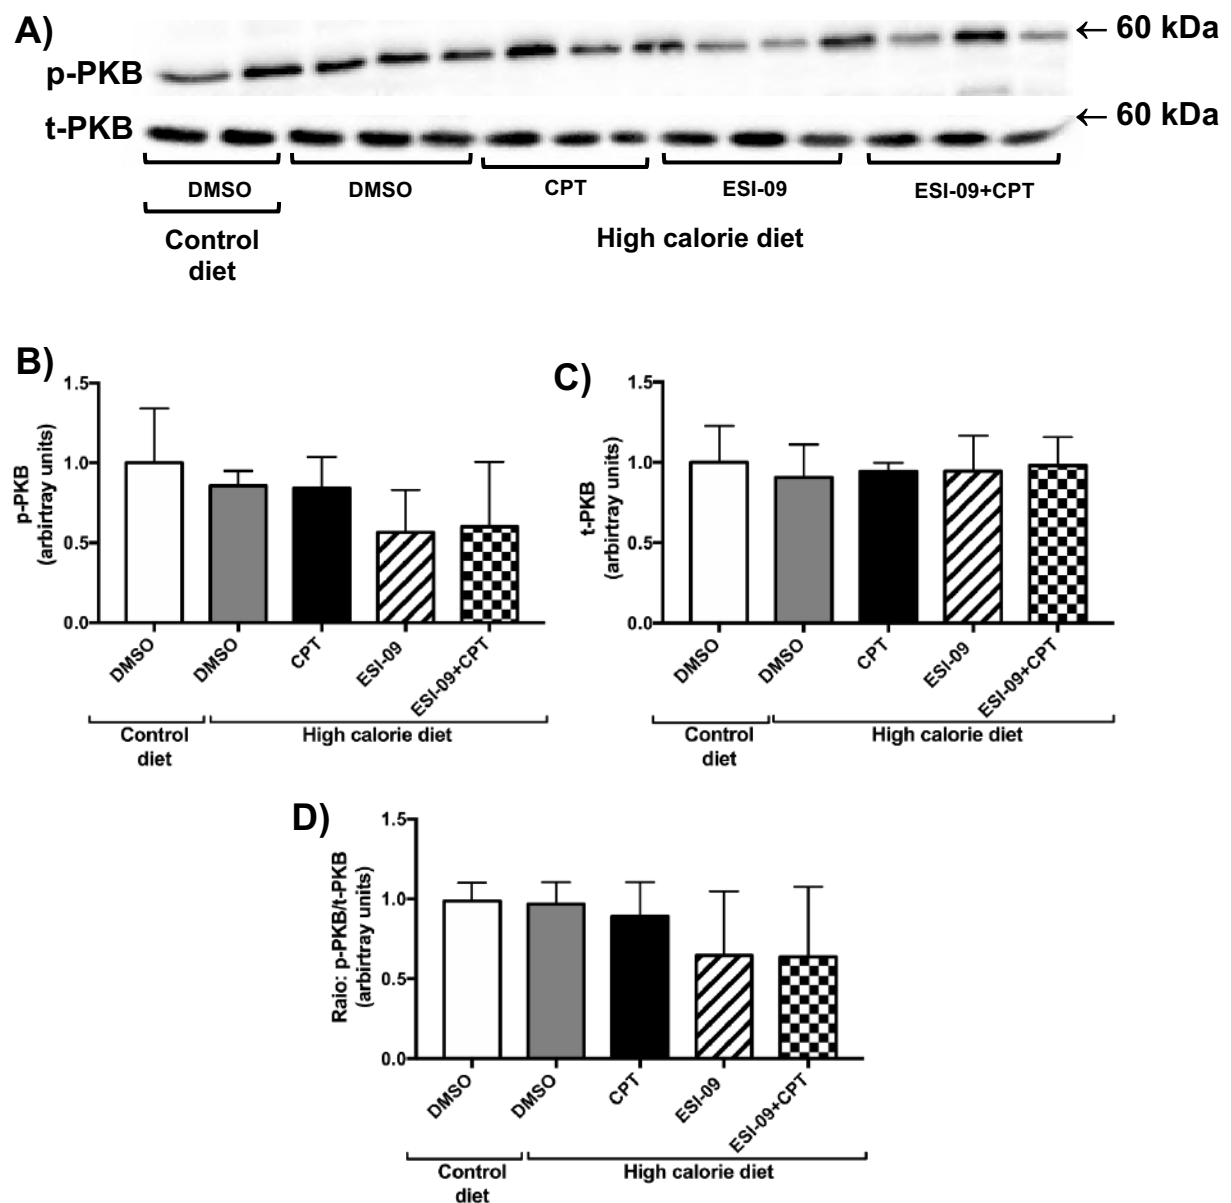 A)
← 60 kDa
p-PKB
t-PKB
← 60 kDa
DMSO
DMSO
CPT
ESI-09
ESI-09+CPT
Control
diet
High calorie diet
B)
p-PKB
(arbirtray units)
1.5
1.0
0.5
0.0
DMSO
DMSO
CPT
ESI-09
ESI-09+CPT
Control
diet
High calorie diet
C)
t-PKB
(arbirtray units)
1.5
1.0
0.5
0.0
DMSO
DMSO
CPT
ESI-09
ESI-09+CPT
Control
diet
High calorie diet
D)
Raio: p-PKB/t-PKB
(arbirtray units)
1.5
1.0
0.5
0.0
DMSO
DMSO
CPT
ESI-09
ESI-09+CPT
Control
diet
High calorie diet